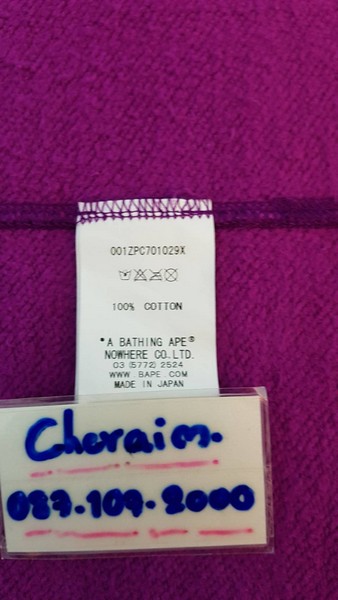 001ZPC701029X
100% COTTON
*A BATHING APE®
NOWHERE CO.LTD.
03 (5772) 2524
WWW. BAPE. COM
MADE IN JAPAN
Cheraim.
087.109.2000